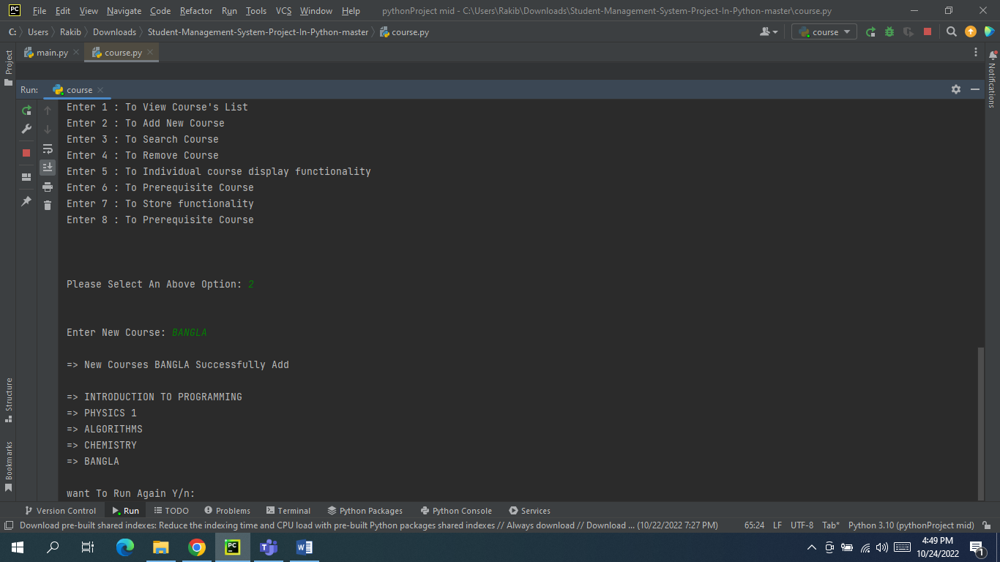 PC File Edit View Navigate Code Refactor Run Tools VCS Window Help pythonProject mid - C:\Users\Rakib\Downloads\Student-Management-System-Project-In-Python-master\course.py
C: Users Rakib Downloads Student-Management-System-Project-In-Python-master course.py course
Project
main.py course.py
Notifications
Run: course
Enter 1 : To View Course's List
Enter 2 : To Add New Course
Enter 3 : To Search Course
Enter 4 : To Remove Course
Enter 5 : To Individual course display functionality
Enter 6 : To Prerequisite Course
Enter 7 : To Store functionality
Enter 8 : To Prerequisite Course
Please Select An Above Option: 2
Enter New Course: BANGLA
=> New Courses BANGLA Successfully Add
=> INTRODUCTION TO PROGRAMMING
=> PHYSICS 1
=> ALGORITHMS
=> CHEMISTRY
=> BANGLA
want To Run Again Y/n:
Structure
Bookmarks
Version Control Run TODO Problems Terminal Python Packages Python Console Services
Download pre-built shared indexes: Reduce the indexing time and CPU load with pre-built Python packages shared indexes // Always download // Download ... (10/22/2022 7:27 PM) 65:24 LF UTF-8 Tab* Python 3.10 (pythonProject mid)
PC
4:49 PM
10/24/2022
1